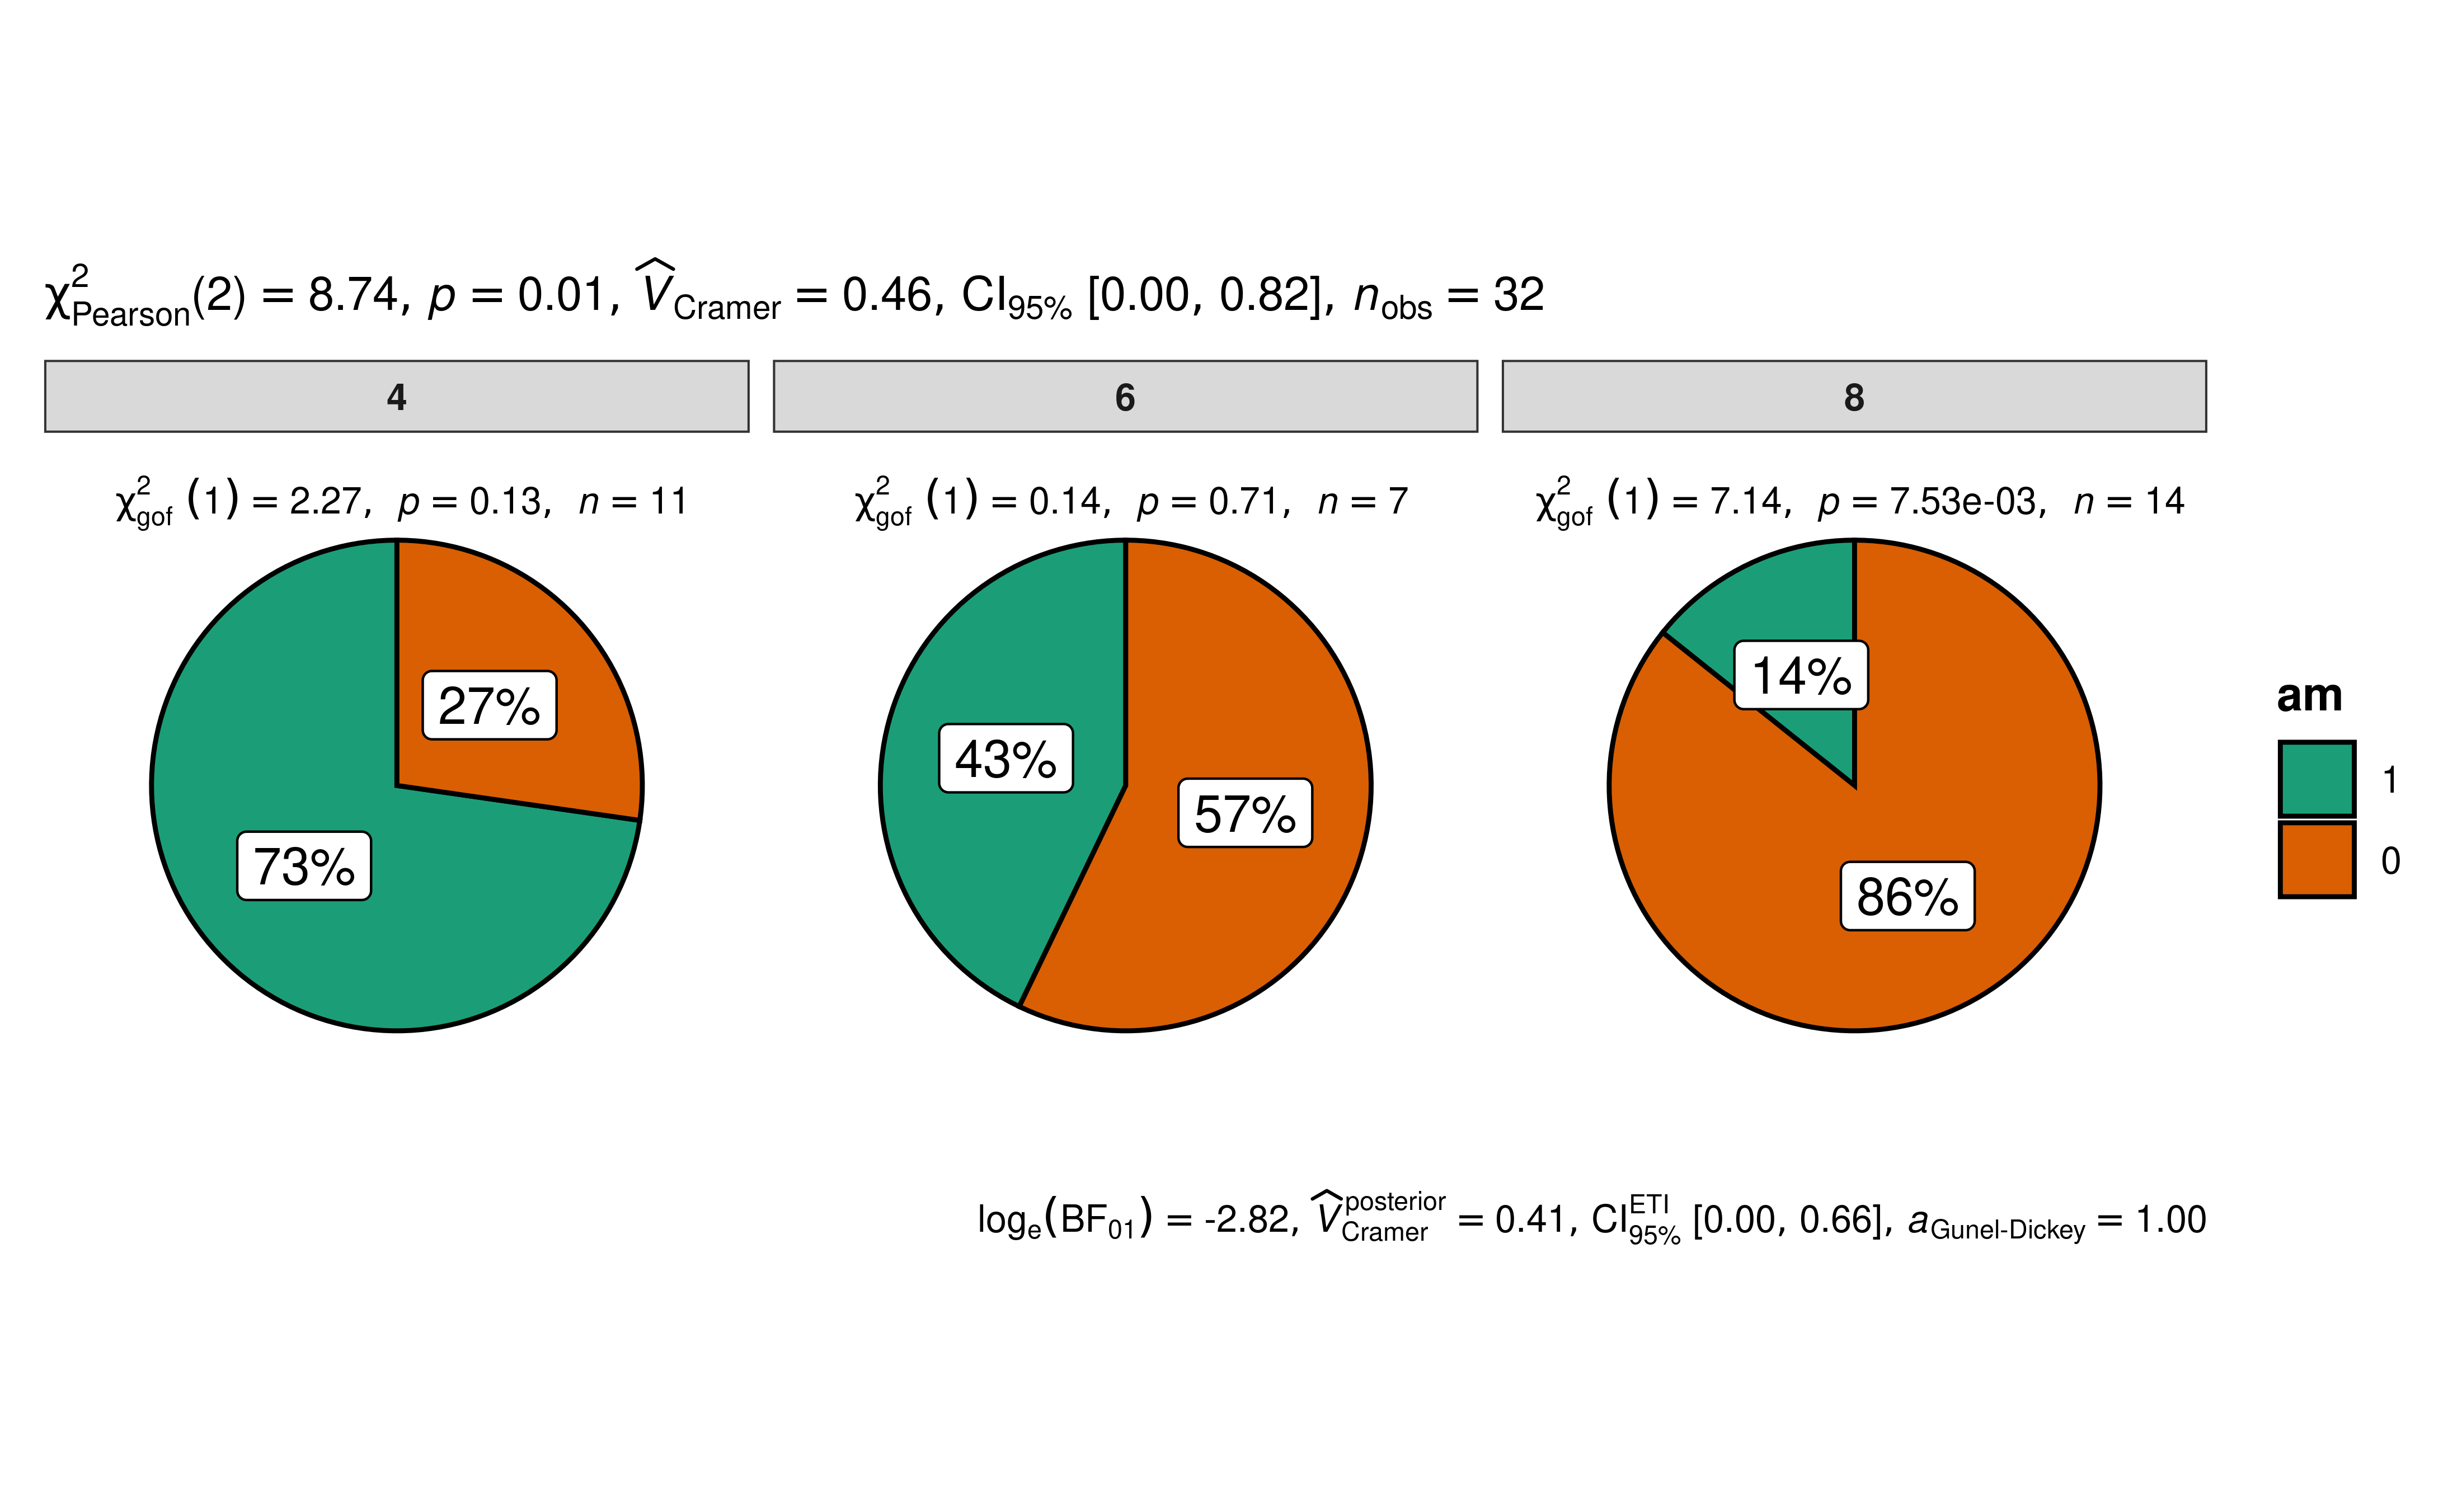 χ²Pearson(2) = 8.74, p = 0.01, V̂Cramer = 0.46, CI95% [0.00, 0.82], nobs = 32
4 6 8
χ²gof (1) = 2.27, p = 0.13, n = 11 χ²gof (1) = 0.14, p = 0.71, n = 7 χ²gof (1) = 7.14, p = 7.53e-03, n = 14
27%
73%
43%
57%
14%
86%
am
1
0
loge(BF01) = -2.82, V̂posteriorCramer = 0.41, CIETI95% [0.00, 0.66], aGunel-Dickey = 1.00